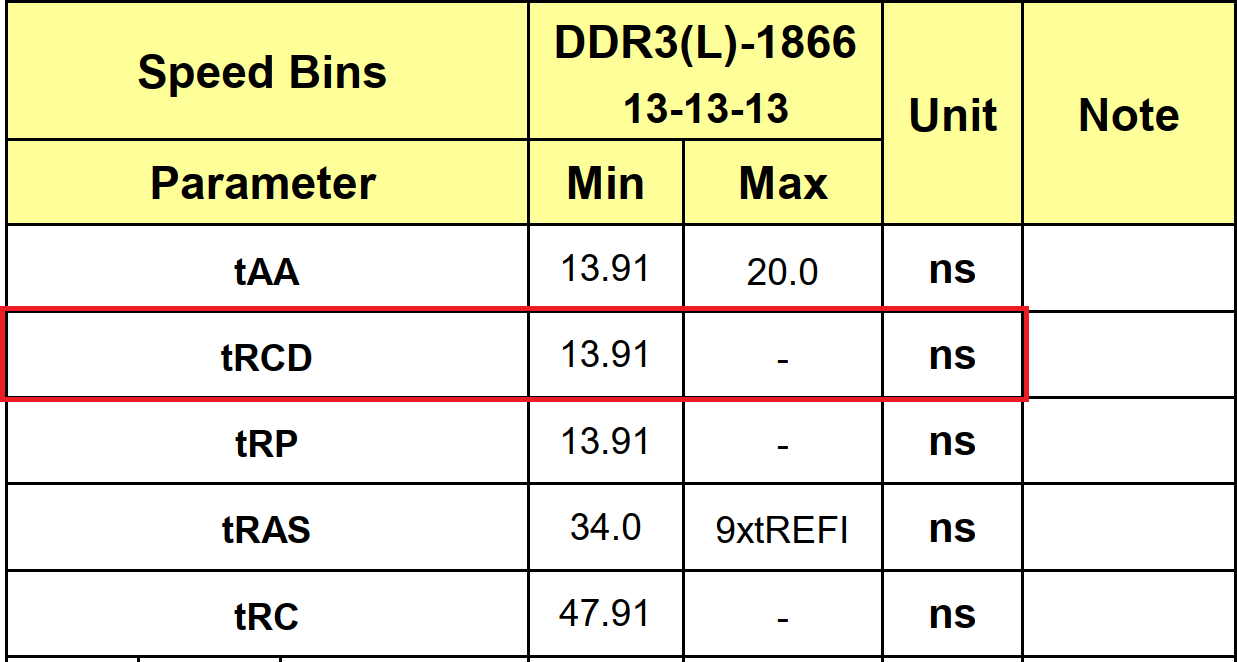 Speed Bins DDR3(L)-1866 Unit Note
13-13-13
Parameter Min Max
tAA 13.91 20.0 ns
tRCD 13.91 - ns
tRP 13.91 - ns
tRAS 34.0 9xtREFI ns
tRC 47.91 - ns